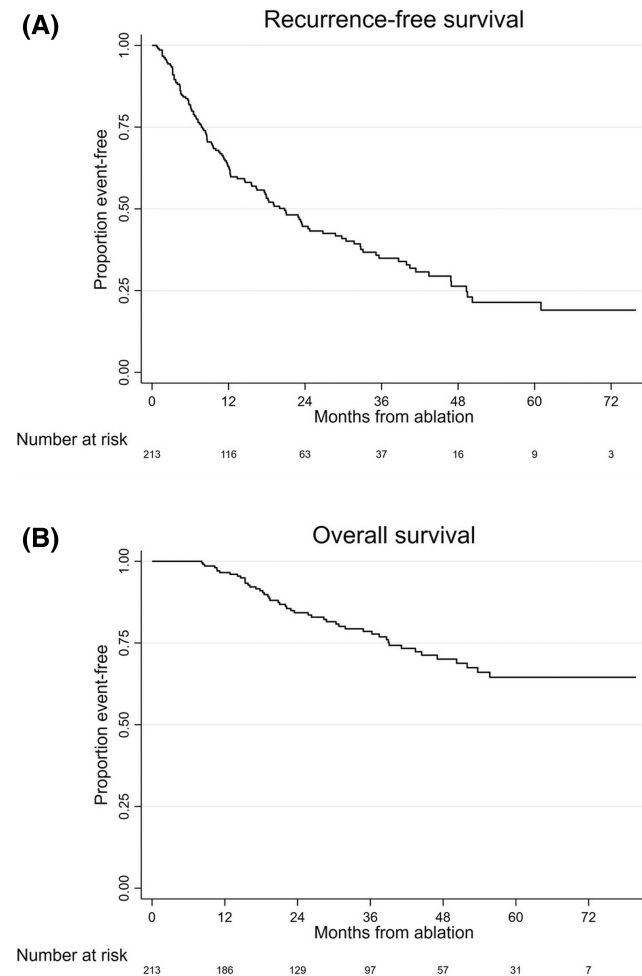 (A)
Recurrence-free survival
Proportion event-free
1.00
0.75
0.50
0.25
0.00
0 12 24 36 48 60 72
Months from ablation
Number at risk
213 116 63 37 16 9 3
(B)
Overall survival
Proportion event-free
1.00
0.75
0.50
0.25
0.00
0 12 24 36 48 60 72
Months from ablation
Number at risk
213 186 129 97 57 31 7